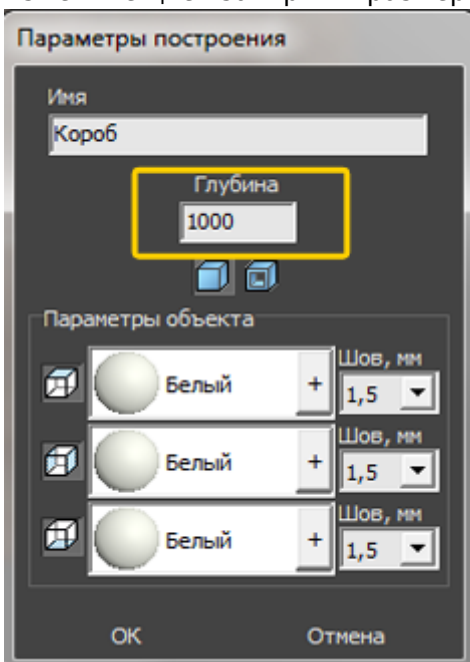 Параметры построения
Имя
Короб
Глубина
1000
Параметры объекта
Шов, мм
Белый + 1,5
Шов, мм
Белый + 1,5
Шов, мм
Белый + 1,5
ОК Отмена